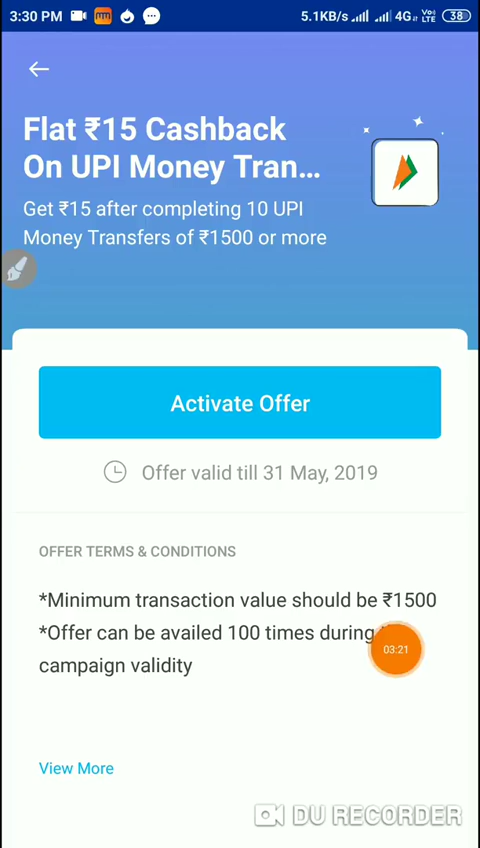 3:30 PM 5.1KB/s 4G Vo) LTE 38
Flat ₹15 Cashback
On UPI Money Tran...
Get ₹15 after completing 10 UPI
Money Transfers of ₹1500 or more
Activate Offer
Offer valid till 31 May, 2019
OFFER TERMS & CONDITIONS
*Minimum transaction value should be ₹1500
*Offer can be availed 100 times during
03:21
campaign validity
View More
DU RECORDER